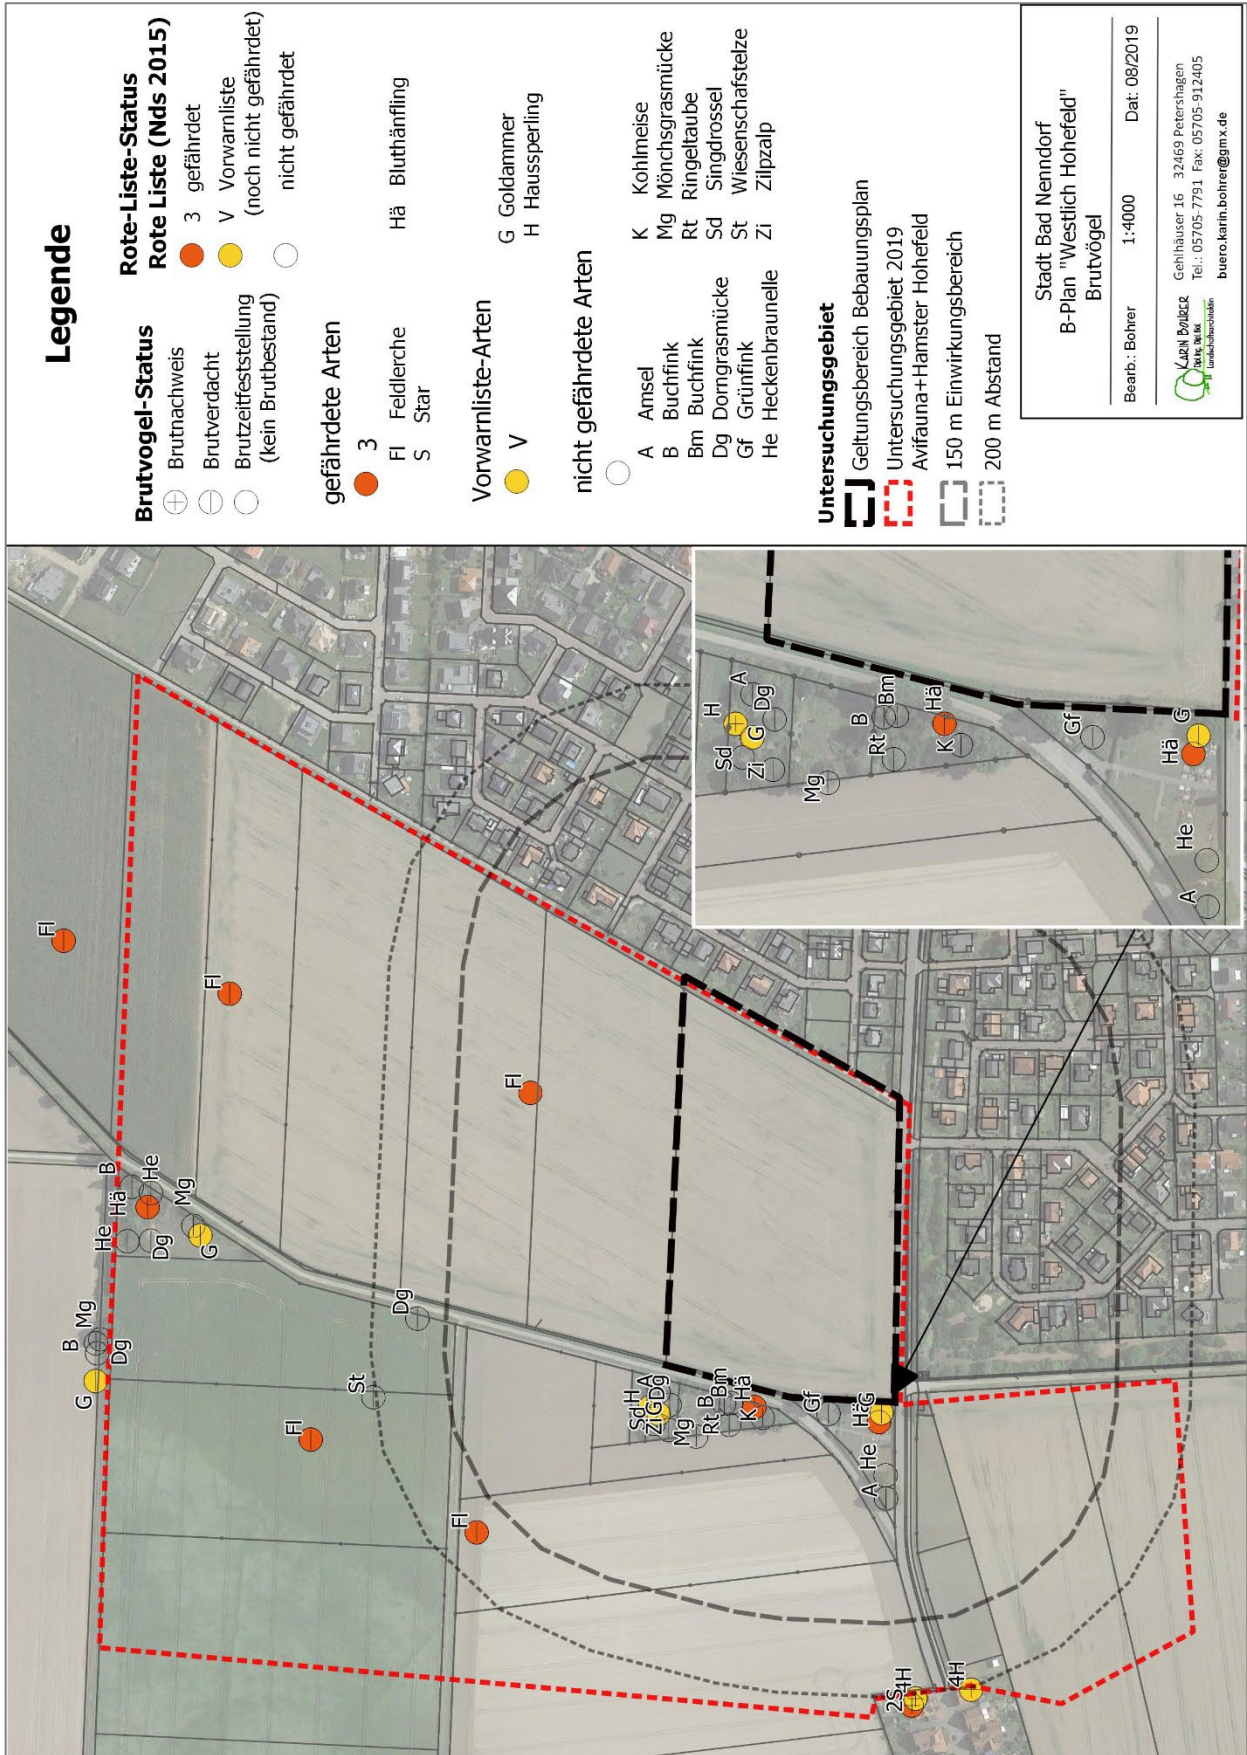 Legende
Brutvogel-Status
Brutnachweis
Brutverdacht
Brutzeitfeststellung
(kein Brutbestand)
Rote-Liste-Status
Rote Liste (Nds 2015)
3 gefährdet
V Vorwarnliste
(noch nicht gefährdet)
nicht gefährdet
gefährdete Arten
3
Fl Feldlerche
S Star
Hä Bluthänfling
Vorwarnliste-Arten
V
G Goldammer
H Haussperling
nicht gefährdete Arten
A Amsel
B Buchfink
Bm Buchfink
Dg Dorngrasmücke
Gf Grünfink
He Heckenbraunelle
K Kohlmeise
Mg Mönchsgrasmücke
Rt Ringeltaube
Sd Singdrossel
St Wiesenschafstelze
Zi Zilpzalp
Untersuchungsgebiet
Geltungsbereich Bebauungsplan
Untersuchungsgebiet 2019
Avifauna+Hamster Hohefeld
150 m Einwirkungsbereich
200 m Abstand
Stadt Bad Nenndorf
B-Plan "Westlich Hohefeld"
Brutvögel
Bearb.: Bohrer 1:4000 Dat: 08/2019
KARIN BOHRER
Dipl.Ing. Dipl.Biol.
Landschaftsarchitektin
Gehlhäuser 16 32469 Petershagen
Tel.: 05705-7791 Fax: 05705-912405
buero.karin.bohrer@gmx.de
G
B
Mg
Dg
He
Hä
B
Dg
He
Mg
G
Fl
Fl
Fl
Fl
Fl
St
Dg
Sd
H
A
Zi
G
Dg
Mg
Rt
B
Bm
K
Hä
Gf
Hä
G
He
A
2S
4H
4H
Sd
H
A
Zi
G
Dg
Mg
Rt
B
Bm
K
Hä
Gf
Hä
G
He
A